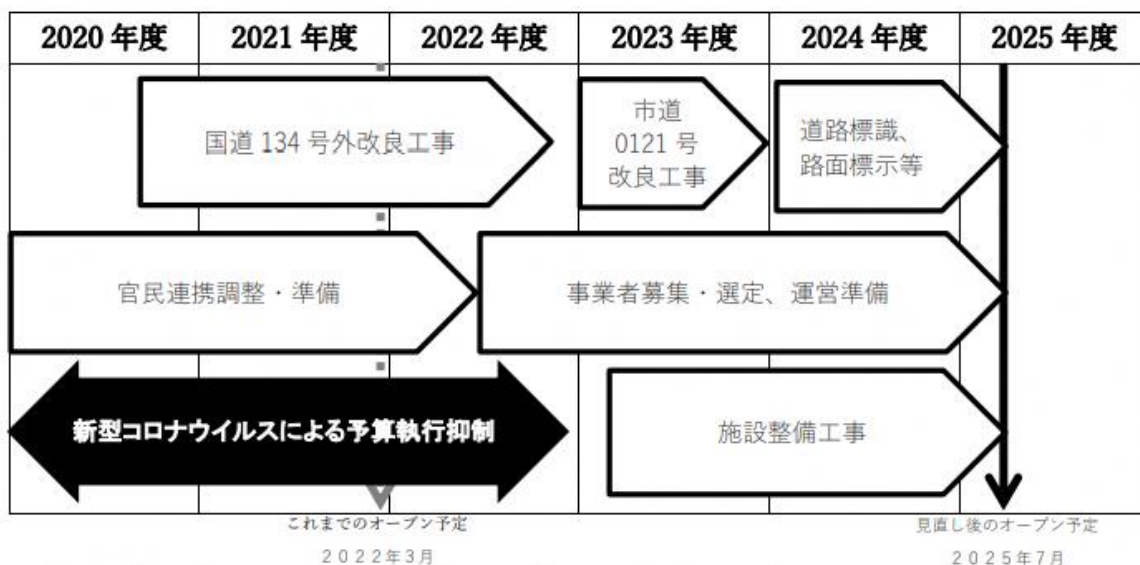 2020 年度 2021 年度 2022 年度 2023 年度 2024 年度 2025 年度
国道 134 号外改良工事
市道
0121 号
改良工事
道路標識、
路面標示等
官民連携調整・準備
事業者募集・選定、運営準備
新型コロナウイルスによる予算執行抑制
施設整備工事
これまでのオープン予定
2022年3月
見直し後のオープン予定
2025年7月